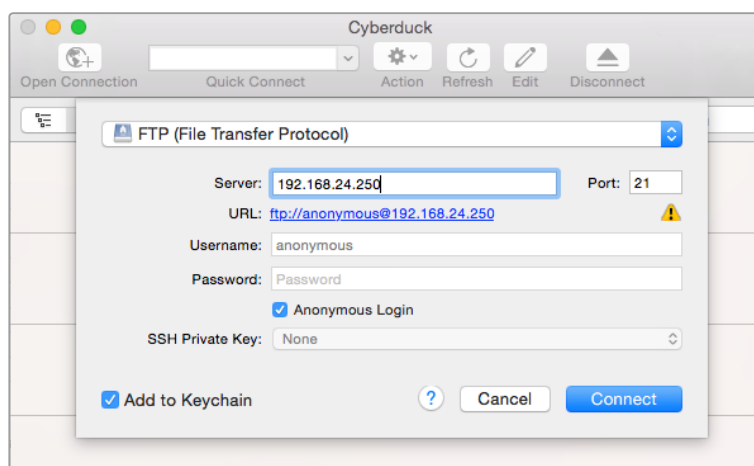 Cyberduck
Open Connection Quick Connect Action Refresh Edit Disconnect
FTP (File Transfer Protocol)
Server: 192.168.24.250 Port: 21
URL: ftp://anonymous@192.168.24.250
Username: anonymous
Password: Password
Anonymous Login
SSH Private Key: None
Add to Keychain ? Cancel Connect